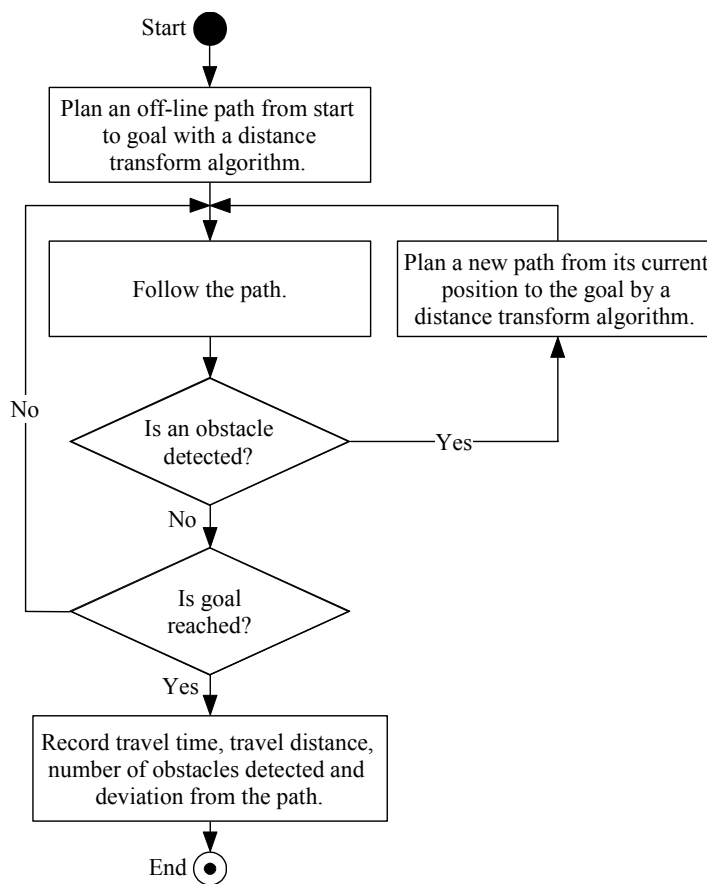 Start
Plan an off-line path from start
to goal with a distance
transform algorithm.
Follow the path.
Plan a new path from its current
position to the goal by a
distance transform algorithm.
No
Is an obstacle
detected?
Yes
No
Is goal
reached?
Yes
Record travel time, travel distance,
number of obstacles detected and
deviation from the path.
End